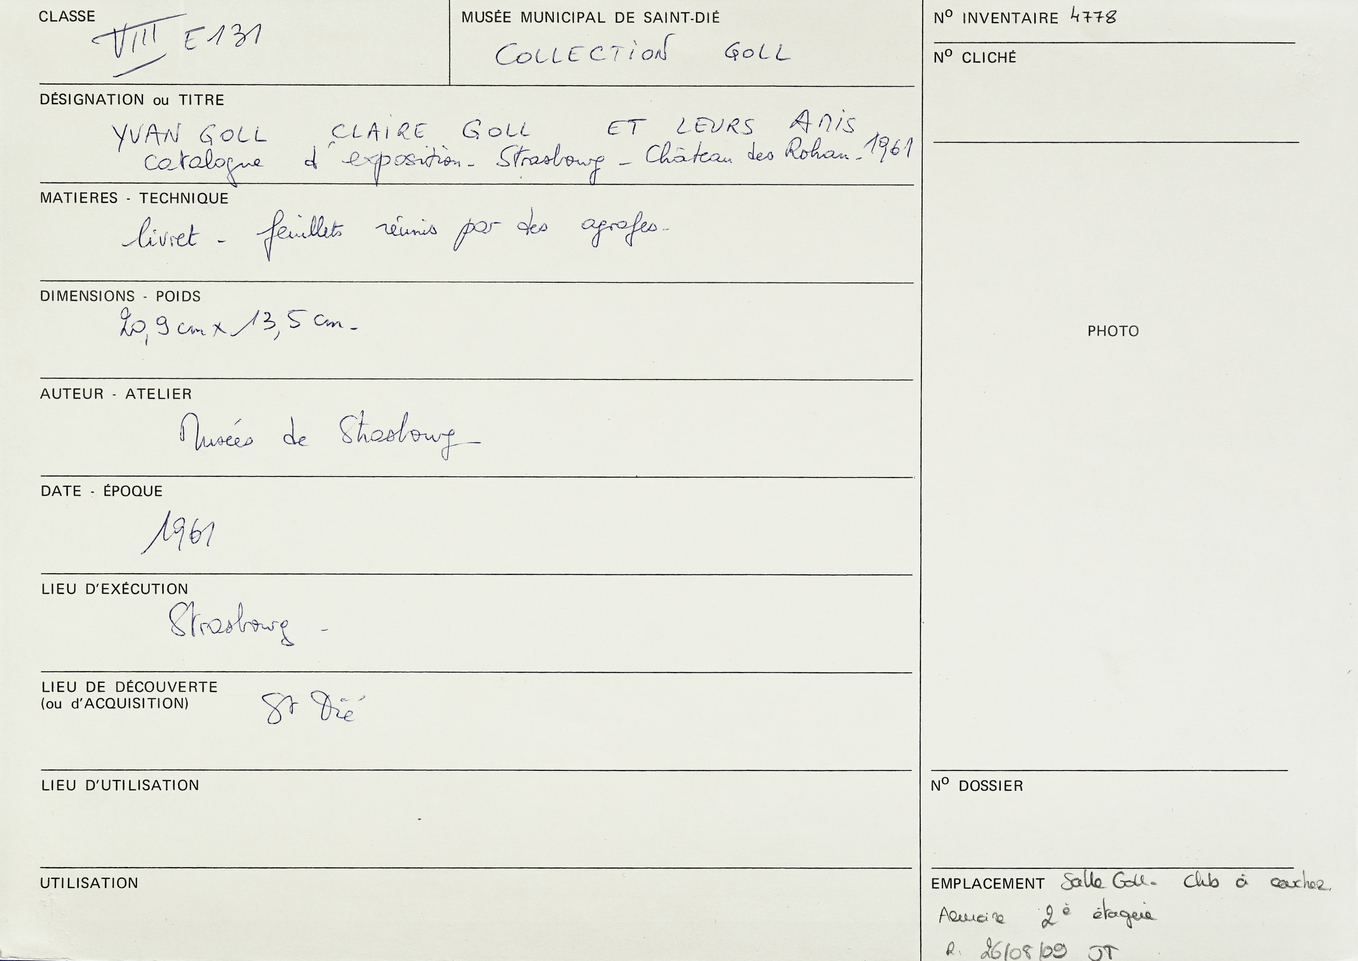 CLASSE
VIII E131
MUSÉE MUNICIPAL DE SAINT-DIÉ
COLLECTION GOLL
Nº INVENTAIRE 4778
Nº CLICHÉ
DÉSIGNATION ou TITRE
YVAN GOLL CLAIRE GOLL ET LEURS AMIS
catalogue d'exposition - Strasbourg - Château des Rohan - 1961
MATIERES - TECHNIQUE
livret - feuillets réunis par des agrafes -
DIMENSIONS - POIDS
20,9 cm x 13,5 cm -
PHOTO
AUTEUR - ATELIER
Musées de Strasbourg
DATE - ÉPOQUE
1961
LIEU D'EXÉCUTION
Strasbourg -
LIEU DE DÉCOUVERTE
(ou d'ACQUISITION)
St Dié
LIEU D'UTILISATION
Nº DOSSIER
UTILISATION
EMPLACEMENT Salle Goll - à coucher
Armoire 2è étagère
R. 26/08/09 JT